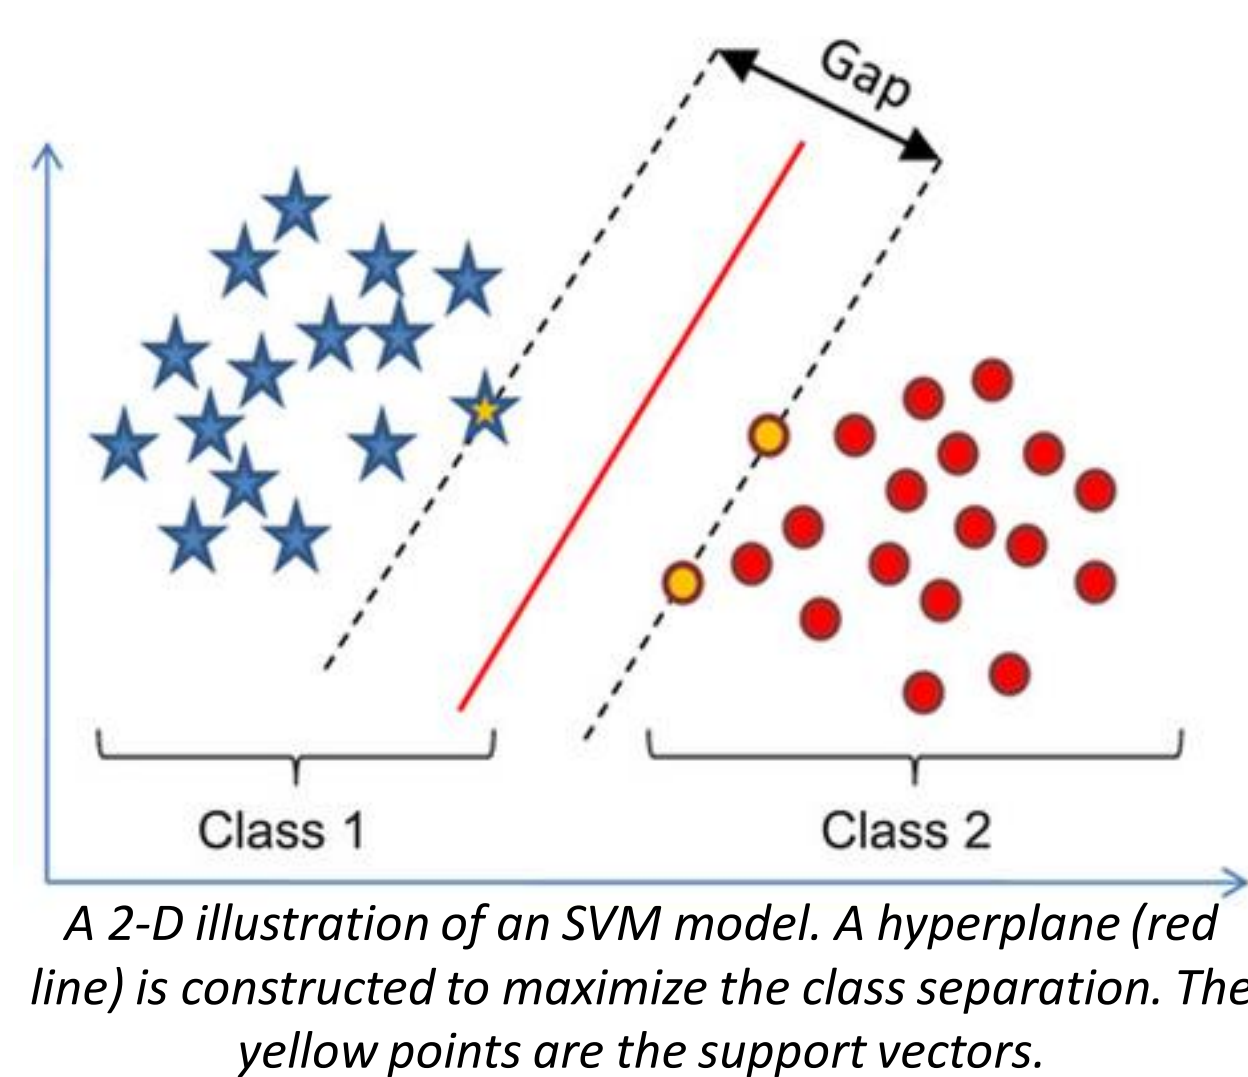 Gap
Class 1
Class 2
A 2-D illustration of an SVM model. A hyperplane (red
line) is constructed to maximize the class separation. The
yellow points are the support vectors.